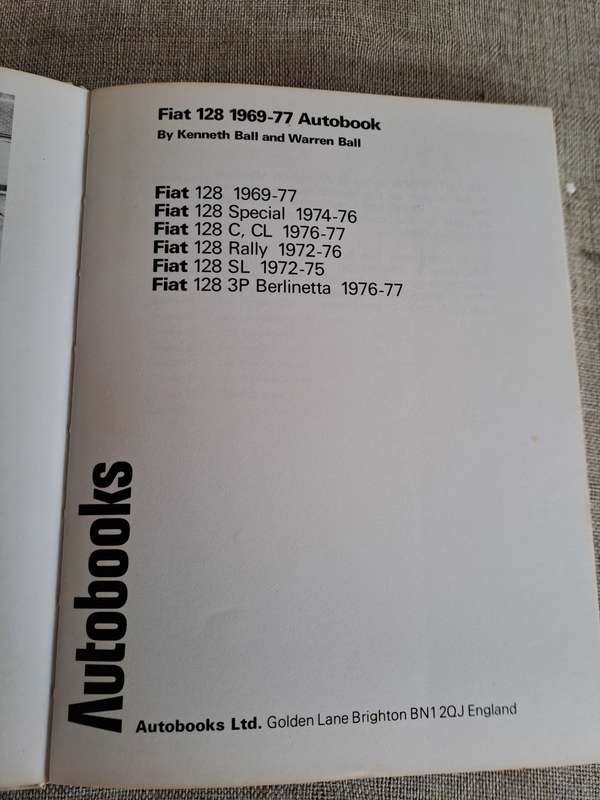 Fiat 128 1969-77 Autobook
By Kenneth Ball and Warren Ball
Fiat 128 1969-77
Fiat 128 Special 1974-76
Fiat 128 C, CL 1976-77
Fiat 128 Rally 1972-76
Fiat 128 SL 1972-75
Fiat 128 3P Berlinetta 1976-77
Autobooks
Autobooks Ltd. Golden Lane Brighton BN1 2QJ England